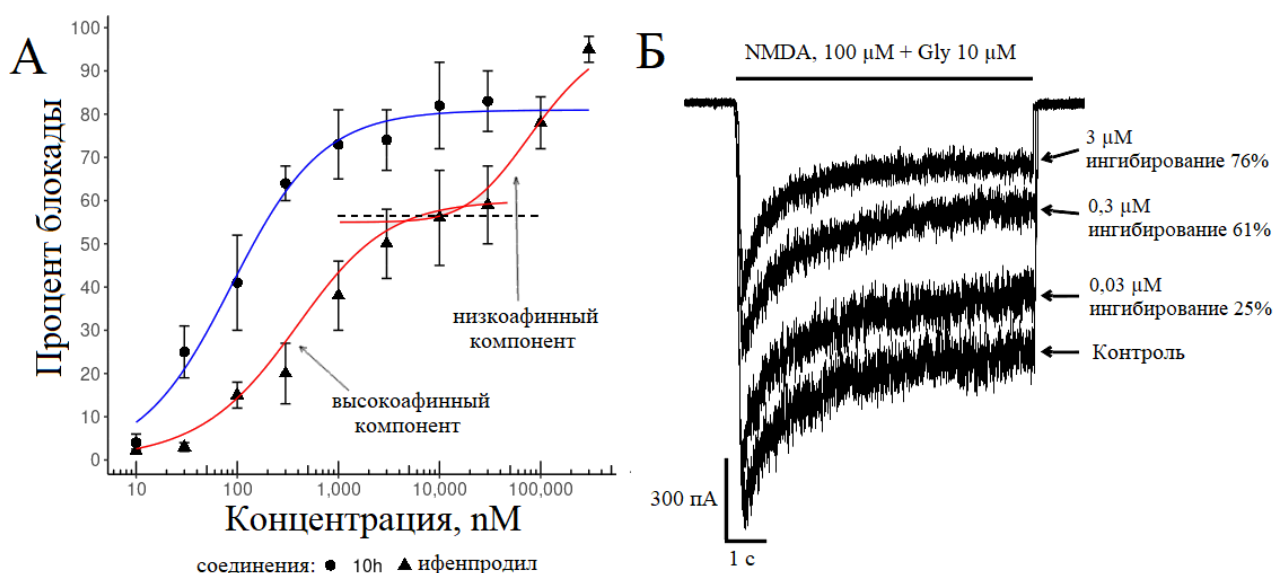 А
Процент блокады
100
90
80
70
60
50
40
30
20
10
0
10
100
1,000
10,000
100,000
Концентрация, nM
низкоафинный
компонент
высокоафинный
компонент
соединения: ● 10h ▲ ифенпродил
Б
NMDA, 100 µM + Gly 10 µM
3 µM
ингибирование 76%
0,3 µM
ингибирование 61%
0,03 µM
ингибирование 25%
Контроль
300 пА
1 с